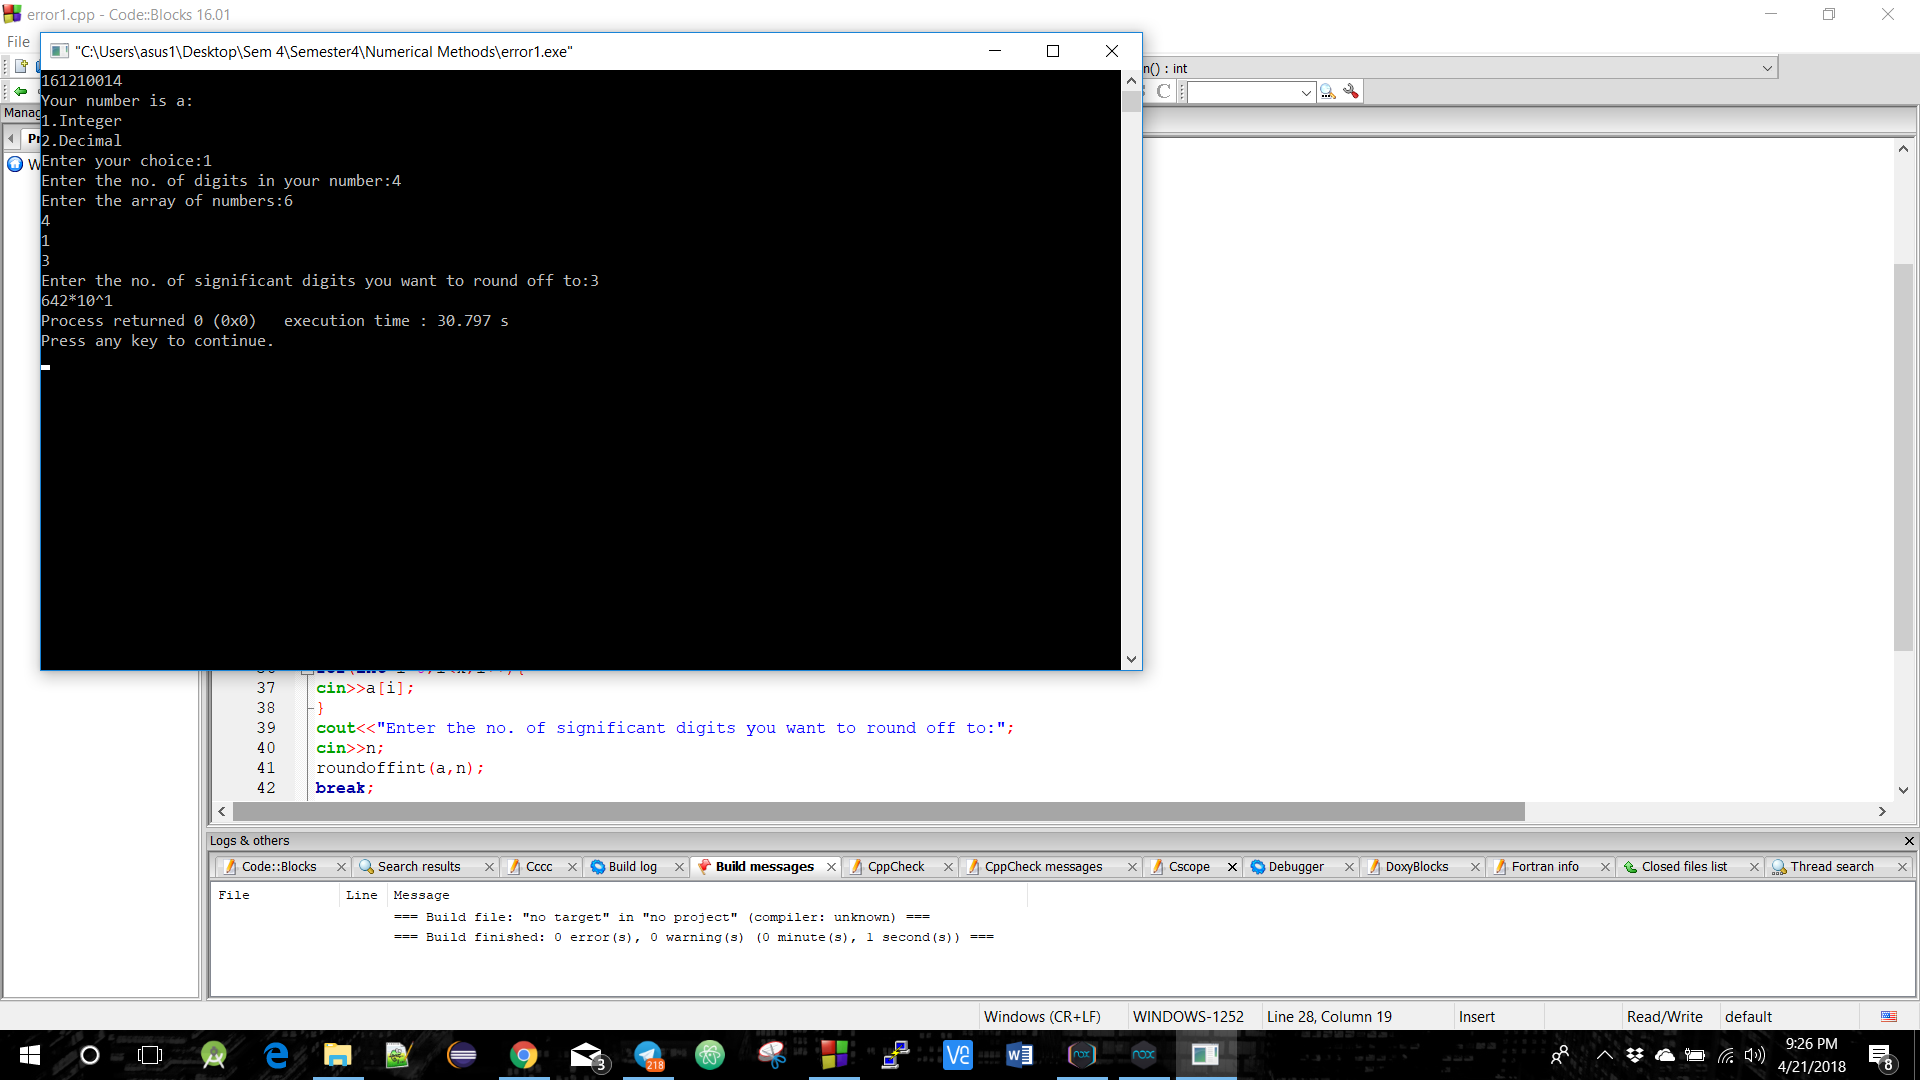 error1.cpp - Code::Blocks 16.01
File
"C:\Users\asus1\Desktop\Sem 4\Semester4\Numerical Methods\error1.exe"
n() : int
161210014
Your number is a:
1.Integer
2.Decimal
Enter your choice:1
Enter the no. of digits in your number:4
Enter the array of numbers:6
4
1
3
Enter the no. of significant digits you want to round off to:3
642*10^1
Process returned 0 (0x0)   execution time : 30.797 s
Press any key to continue.
Manag
Pr
W
37 cin>>a[i];
38 }
39 cout<<"Enter the no. of significant digits you want to round off to:";
40 cin>>n;
41 roundoffint(a,n);
42 break;
Logs & others
Code::Blocks Search results Cccc Build log Build messages CppCheck CppCheck messages Cscope Debugger DoxyBlocks Fortran info Closed files list Thread search
File Line Message
=== Build file: "no target" in "no project" (compiler: unknown) ===
=== Build finished: 0 error(s), 0 warning(s) (0 minute(s), 1 second(s)) ===
Windows (CR+LF) WINDOWS-1252 Line 28, Column 19 Insert Read/Write default
3
218
nox
nox
9:26 PM
4/21/2018
8